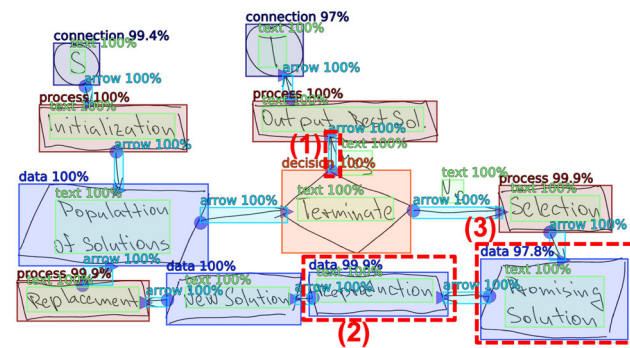 connection 99.4%
text 100%
S
connection 97%
text 100%
T
arrow 100%
arrow 100%
process 100%
text 100%
Initialization
process 100%
text 100%
Output Best Sol.
arrow 100%
arrow 100%
(1)
text 100%
decision 100%
text 100%
Terminate
text 100%
N
data 100%
text 100%
Populattion
of Solutions
arrow 100%
arrow 100%
process 99.9%
text 100%
Selection
(3)
arrow 100%
arrow 100%
process 99.9%
text 100%
Replacement
arrow 100%
data 100%
text 100%
New Solution
arrow 100%
data 99.9%
text 100%
(2)
arrow 100%
data 97.8%
text 100%
Promising
Solution